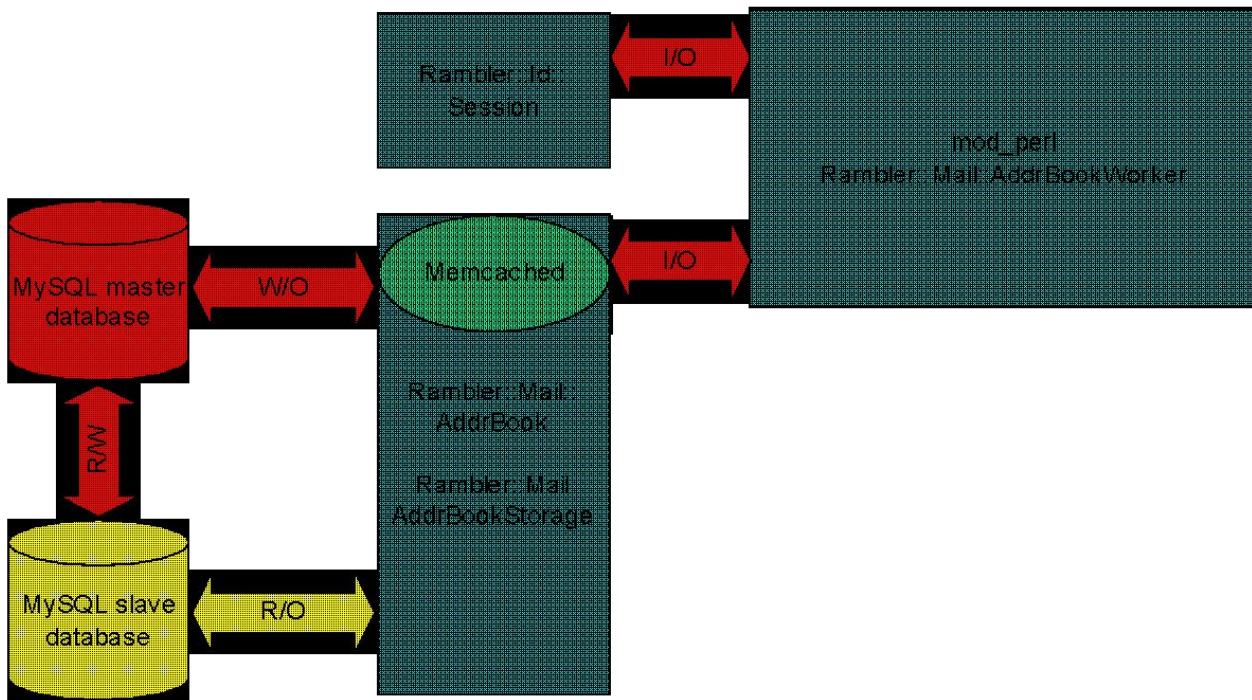 Rambler::Id::
Session
I/O
mod_perl
Rambler::Mail::AddrBookWorker
MySQL master
database
W/O
Memcached
I/O
R/W
Rambler::Mail::
AddrBook
Rambler::Mail
AddrBookStorage
MySQL slave
database
R/O